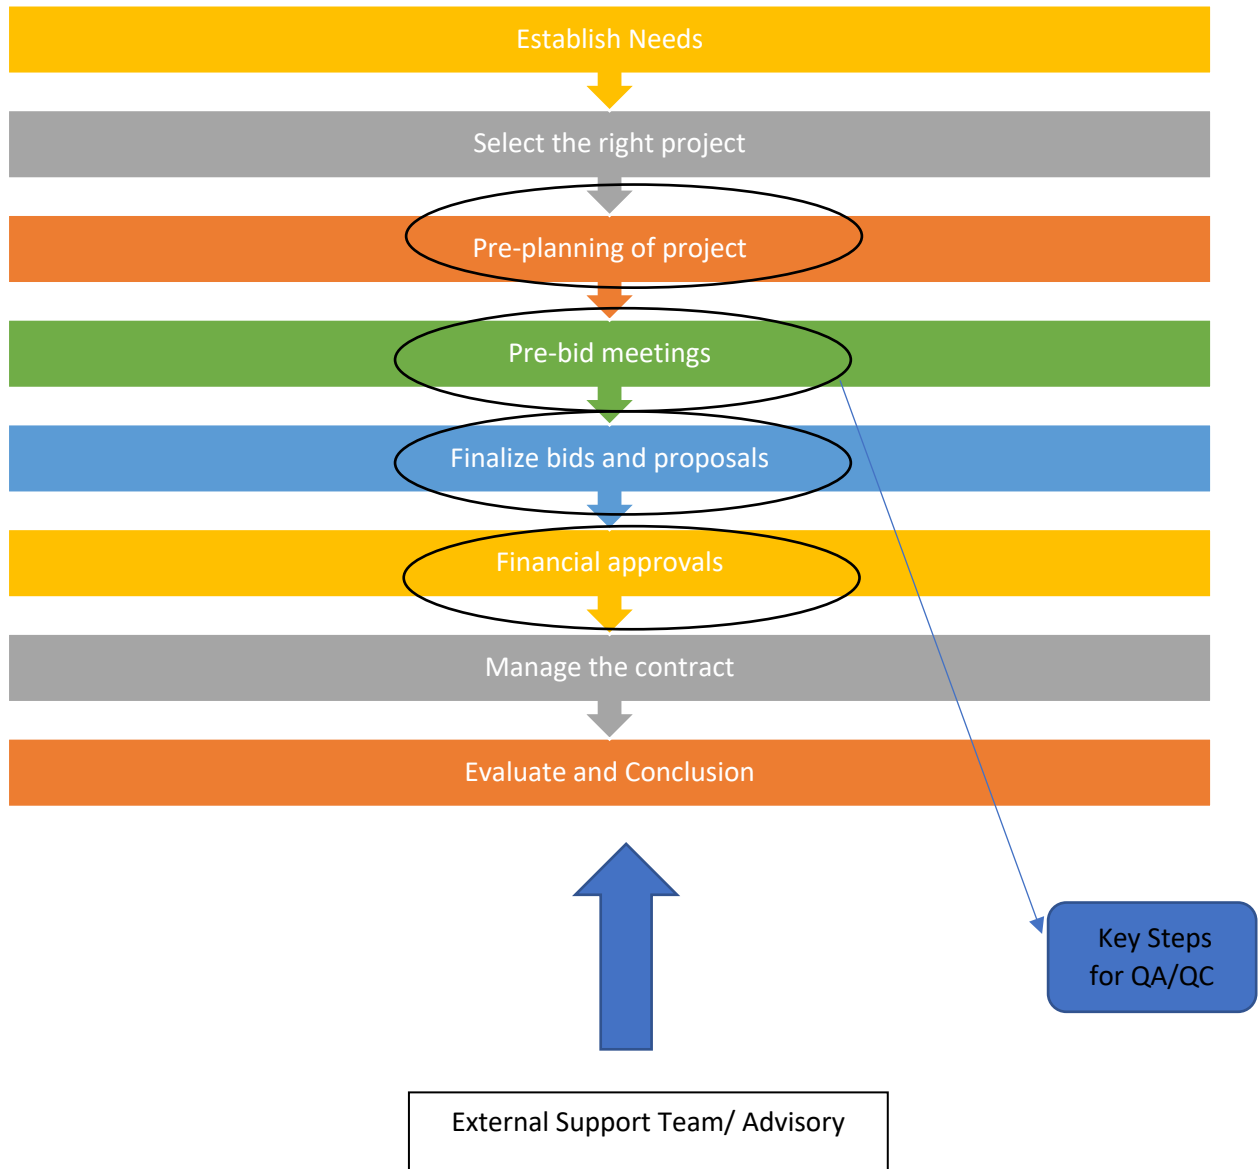 Establish Needs
Select the right project
Pre-planning of project
Pre-bid meetings
Finalize bids and proposals
Financial approvals
Manage the contract
Evaluate and Conclusion
Key Steps
for QA/QC
External Support Team/ Advisory